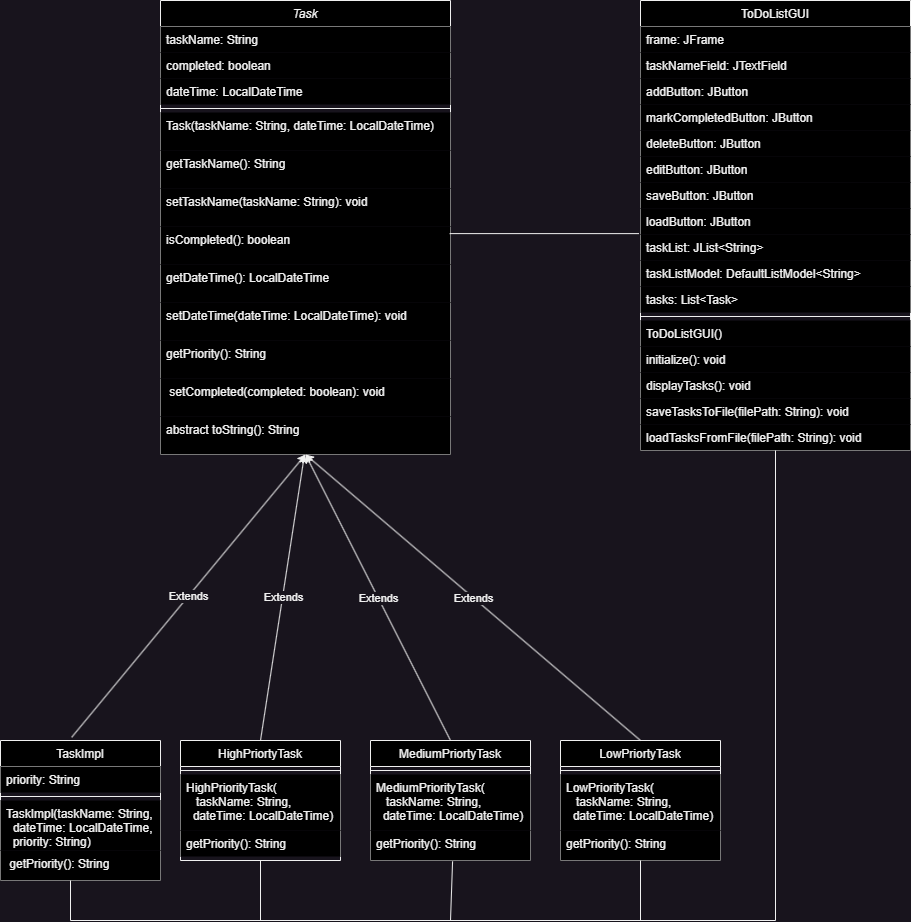 Task
taskName: String
completed: boolean
dateTime: LocalDateTime
Task(taskName: String, dateTime: LocalDateTime)
getTaskName(): String
setTaskName(taskName: String): void
isCompleted(): boolean
getDateTime(): LocalDateTime
setDateTime(dateTime: LocalDateTime): void
getPriority(): String
setCompleted(completed: boolean): void
abstract toString(): String
ToDoListGUI
frame: JFrame
taskNameField: JTextField
addButton: JButton
markCompletedButton: JButton
deleteButton: JButton
editButton: JButton
saveButton: JButton
loadButton: JButton
taskList: JList<String>
taskListModel: DefaultListModel<String>
tasks: List<Task>
ToDoListGUI()
initialize(): void
displayTasks(): void
saveTasksToFile(filePath: String): void
loadTasksFromFile(filePath: String): void
Extends
Extends
Extends
Extends
TaskImpl
priority: String
TaskImpl(taskName: String,
dateTime: LocalDateTime,
priority: String)
getPriority(): String
HighPriortyTask
HighPriorityTask(
taskName: String,
dateTime: LocalDateTime)
getPriority(): String
MediumPriortyTask
MediumPriorityTask(
taskName: String,
dateTime: LocalDateTime)
getPriority(): String
LowPriortyTask
LowPriorityTask(
taskName: String,
dateTime: LocalDateTime)
getPriority(): String